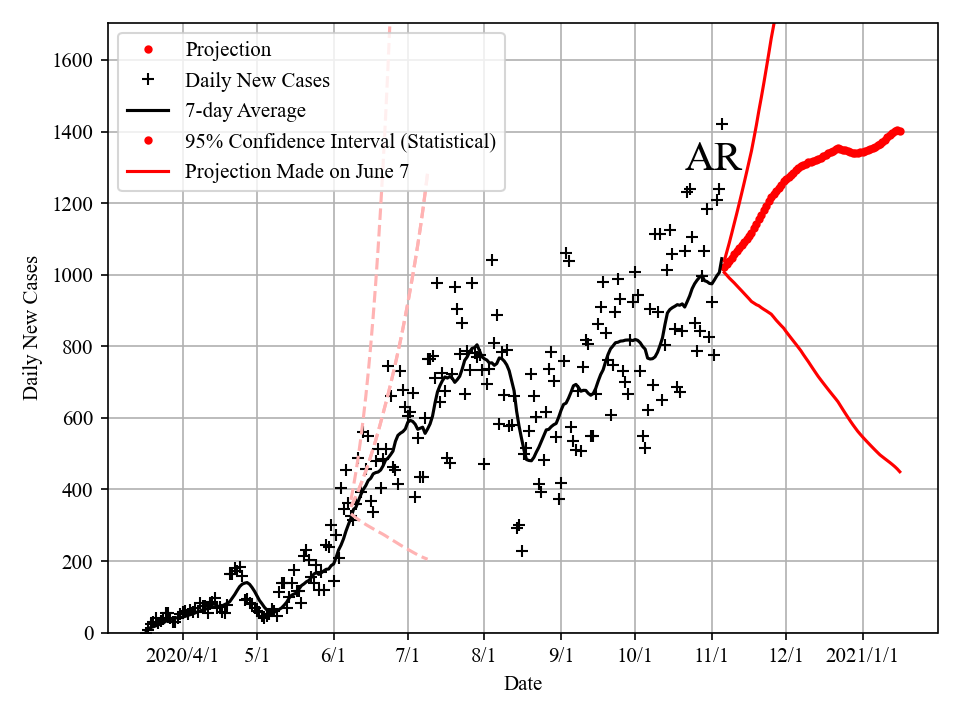 1600
1400
1200
1000
800
600
400
200
0
Daily New Cases
Projection
Daily New Cases
7-day Average
95% Confidence Interval (Statistical)
Projection Made on June 7
AR
2020/4/1 5/1 6/1 7/1 8/1 9/1 10/1 11/1 12/1 2021/1/1
Date